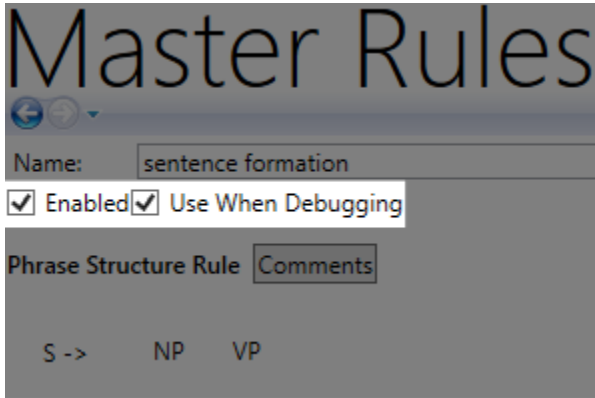 Master Rules
Name: sentence formation
Enabled Use When Debugging
Phrase Structure Rule Comments
S -> NP VP